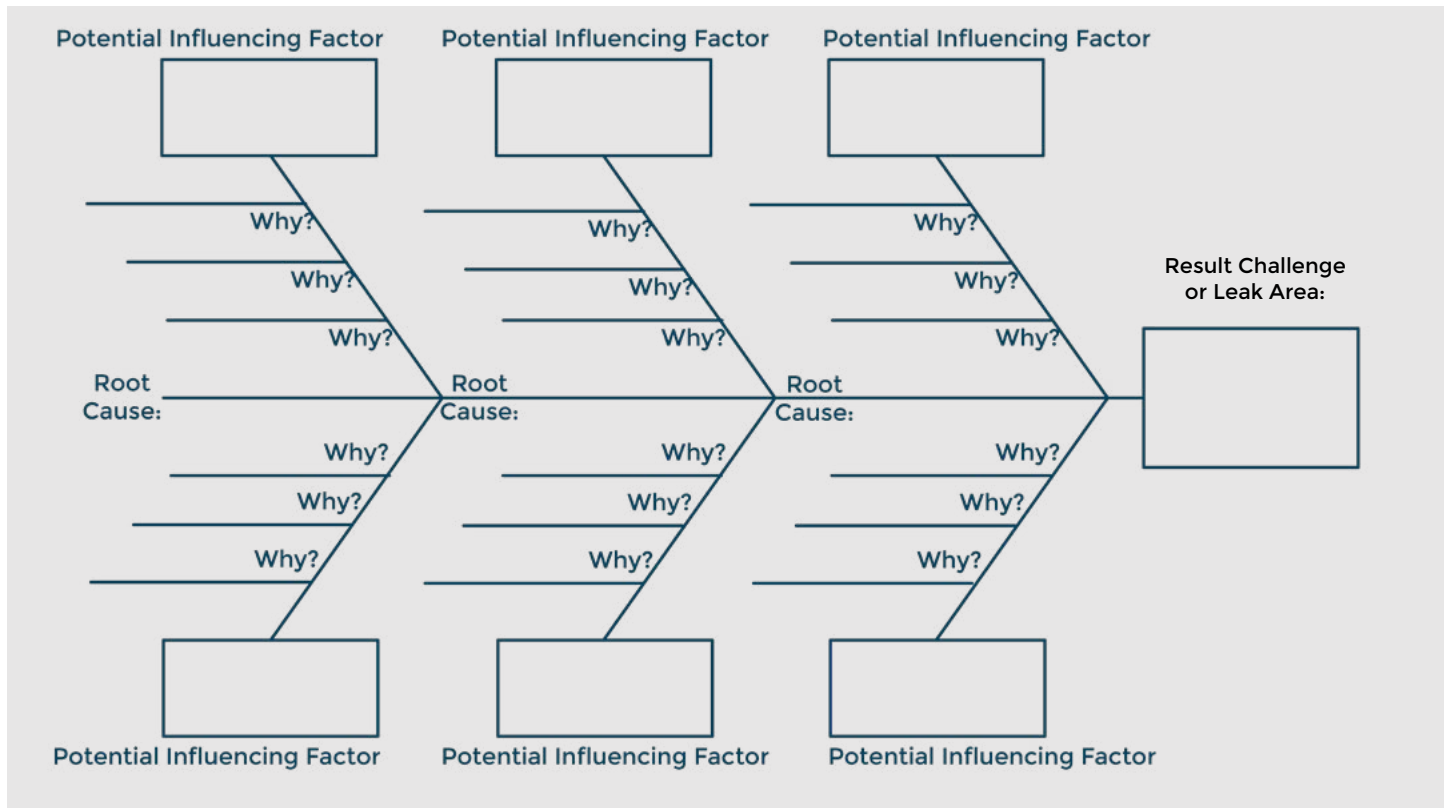 Potential Influencing Factor
Potential Influencing Factor
Potential Influencing Factor
Why?
Why?
Why?
Why?
Why?
Why?
Why?
Why?
Why?
Result Challenge
or Leak Area:
Root
Cause:
Root
Cause:
Root
Cause:
Why?
Why?
Why?
Why?
Why?
Why?
Why?
Why?
Why?
Potential Influencing Factor
Potential Influencing Factor
Potential Influencing Factor